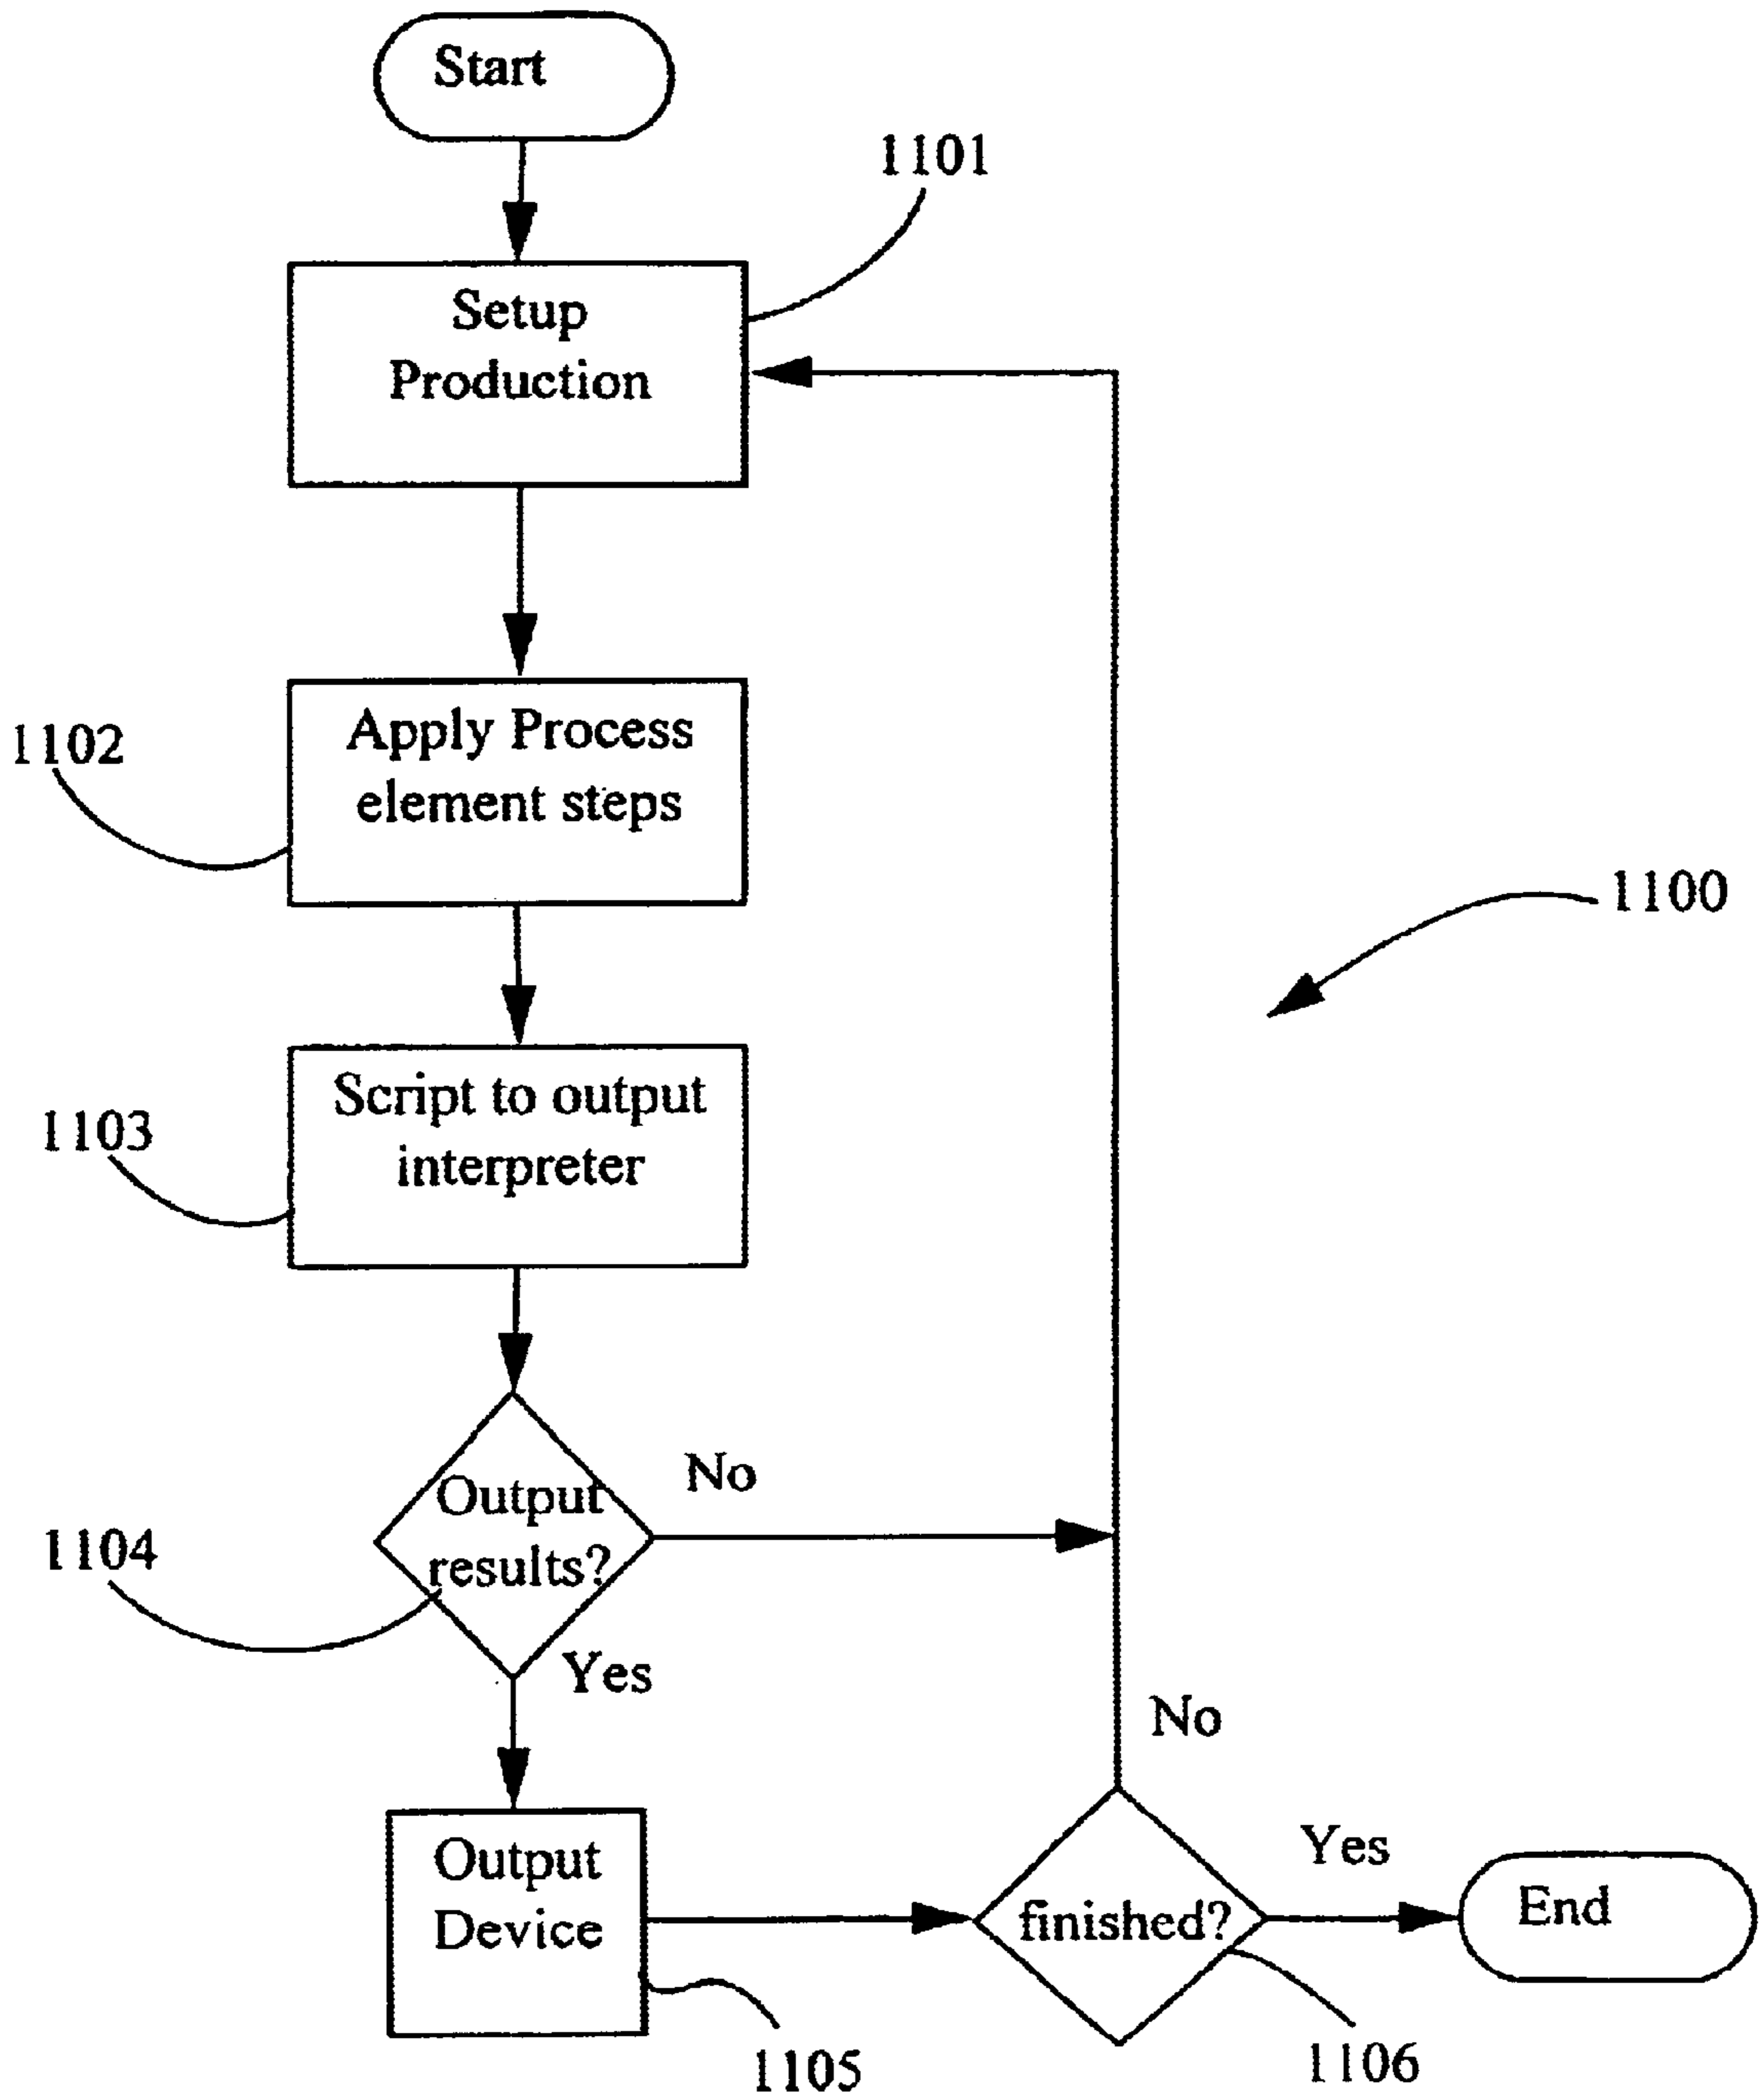 Start
1101
Setup
Production
1102
Apply Process
element steps
1100
1103
Script to output
interpreter
1104
Output
results?
No
Yes
No
Output
Device
finished?
Yes
End
1105
1106